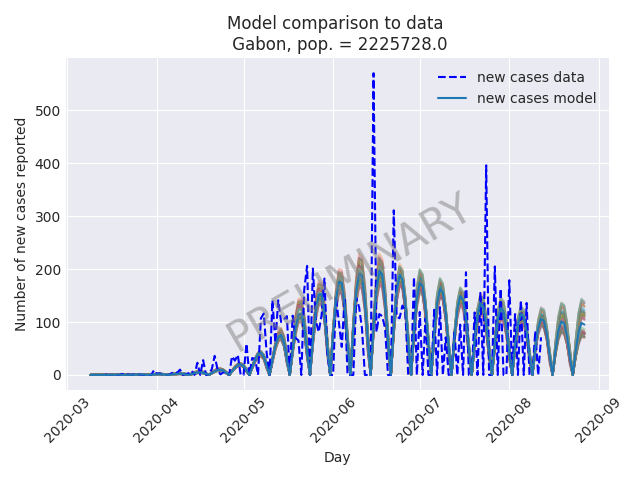 Model comparison to data
Gabon, pop. = 2225728.0
new cases data
new cases model
PRELIMINARY
Number of new cases reported
500
400
300
200
100
0
2020-03
2020-04
2020-05
2020-06
2020-07
2020-08
2020-09
Day